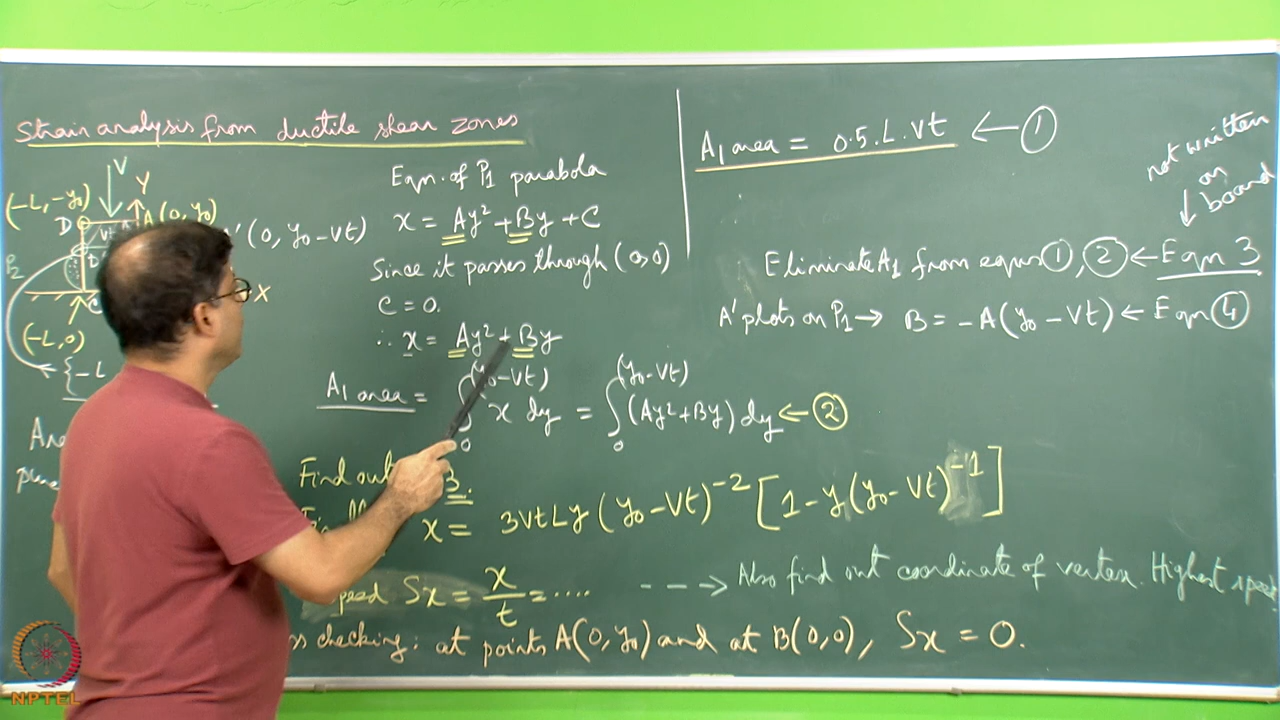 Strain analysis from ductile shear zones
V
Y
(-L, -y₀)
D
A(0, y₀)
A'(0, y₀-Vt)
Vt
P₂
X
C
(-L, 0)
{-L
Eqn. of P₁ parabola
x = Ay² + By + C
Since it passes through (0,0)
C = 0.
∴ x = Ay² + By
A₁ area = ∫₀^(y₀-Vt) x dy = ∫₀^(y₀-Vt) (Ay²+By) dy ← ②
Find out
x = 3VtLy (y₀-Vt)⁻² [1-y(y₀-Vt)⁻¹]
Sx = x/t = .... ---→ Also find out coordinate of vertex. Highest speed
checking: at points A(0, y₀) and at B(0,0), Sx = 0.
A₁ area = 0.5.L.Vt ← ①
not written
on
board
↓
Eliminate A₁ from eqns ①, ② ← Eqn 3
A' plots on P₁ → B = -A(y₀-Vt) ← Eqn ④
NPTEL